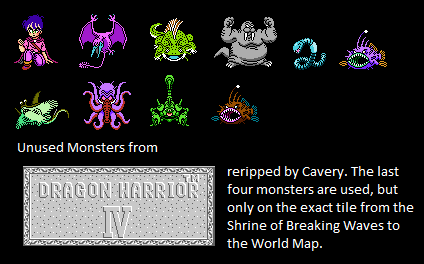 Unused Monsters from
DRAGON WARRIOR TM
IV
reripped by Cavery. The last
four monsters are used, but
only on the exact tile from the
Shrine of Breaking Waves to
the World Map.